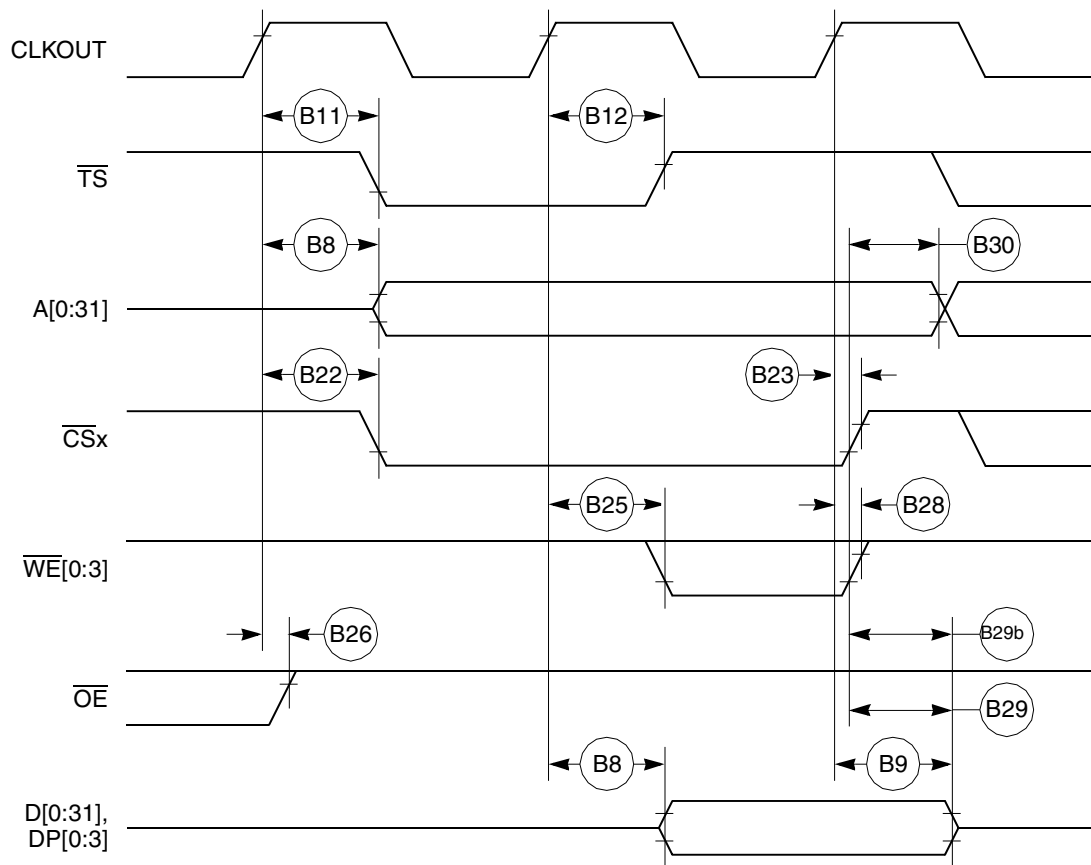 CLKOUT
B11
B12
TS
B8
B30
A[0:31]
B22
B23
CSx
B25
B28
WE[0:3]
B26
B29b
OE
B29
B8
B9
D[0:31],
DP[0:3]